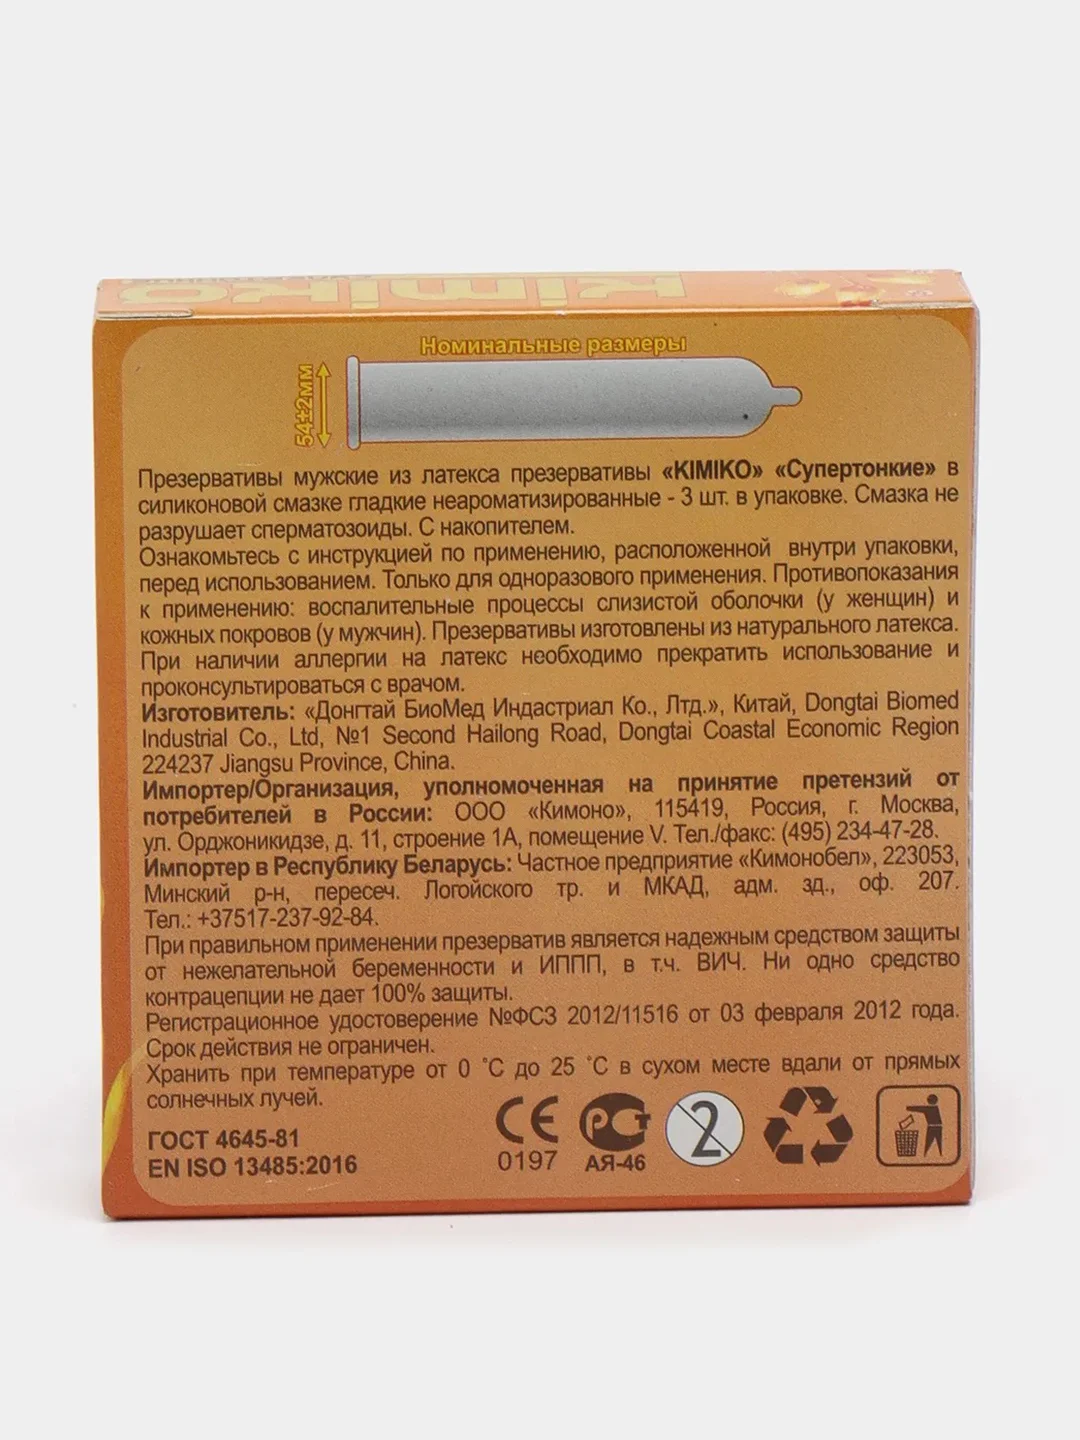 kimiko
Номинальные размеры
54±2мм
Презервативы мужские из латекса презервативы «KIMIKO» «Супертонкие» в
силиконовой смазке гладкие неароматизированные - 3 шт. в упаковке. Смазка не
разрушает сперматозоиды. С накопителем.
Ознакомьтесь с инструкцией по применению, расположенной внутри упаковки,
перед использованием. Только для одноразового применения. Противопоказания
к применению: воспалительные процессы слизистой оболочки (у женщин) и
кожных покровов (у мужчин). Презервативы изготовлены из натурального латекса.
При наличии аллергии на латекс необходимо прекратить использование и
проконсультироваться с врачом.
Изготовитель: «Донгтай БиоМед Индастриал Ко., Лтд.», Китай, Dongtai Biomed
Industrial Co., Ltd, №1 Second Hailong Road, Dongtai Coastal Economic Region
224237 Jiangsu Province, China.
Импортер/Организация, уполномоченная на принятие претензий от
потребителей в России: ООО «Кимоно», 115419, Россия, г. Москва,
ул. Орджоникидзе, д. 11, строение 1А, помещение V. Тел./факс: (495) 234-47-28.
Импортер в Республику Беларусь: Частное предприятие «Кимонобел», 223053,
Минский р-н, пересеч. Логойского тр. и МКАД, адм. зд., оф. 207.
Тел.: +37517-237-92-84.
При правильном применении презерватив является надежным средством защиты
от нежелательной беременности и ИППП, в т.ч. ВИЧ. Ни одно средство
контрацепции не дает 100% защиты.
Регистрационное удостоверение №ФСЗ 2012/11516 от 03 февраля 2012 года.
Срок действия не ограничен.
Хранить при температуре от 0 °C до 25 °C в сухом месте вдали от прямых
солнечных лучей.
ГОСТ 4645-81
EN ISO 13485:2016
CE
0197
РСТ
АЯ-46
2